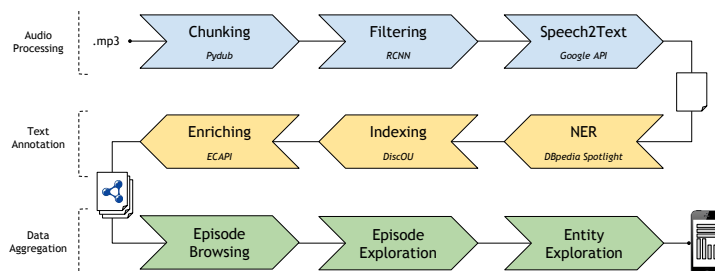 Audio
Processing
.mp3
Chunking
Pydub
Filtering
RCNN
Speech2Text
Google API
Text
Annotation
Enriching
ECAPI
Indexing
DiscOU
NER
DBpedia Spotlight
Data
Aggregation
Episode
Browsing
Episode
Exploration
Entity
Exploration